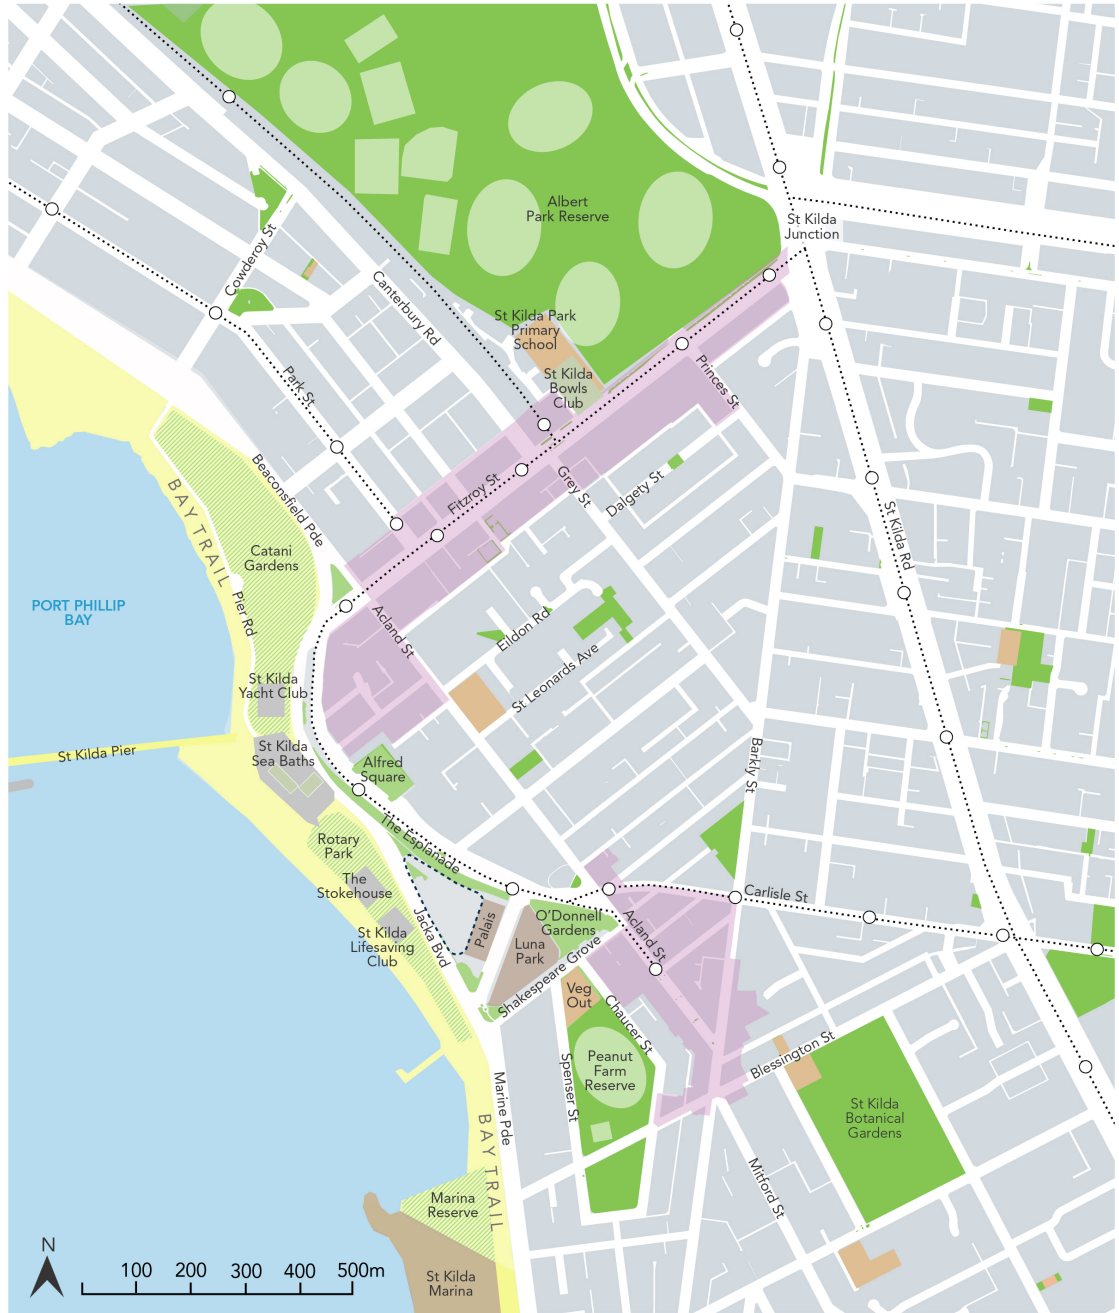 Albert
Park Reserve
St Kilda
Junction
Cowderoy St
Canterbury Rd
St Kilda Park
Primary
School
St Kilda
Bowls
Club
Princes St
Park St
Beaconsfield Pde
Fitzroy St
Grey St
Dalgety St
St Kilda Rd
BAY TRAIL
Catani
Gardens
PORT PHILLIP
BAY
Pier Rd
Acland St
Eildon Rd
St Leonards Ave
St Kilda
Yacht Club
St Kilda Pier
St Kilda
Sea Baths
Alfred
Square
Barkly St
The Esplanade
Rotary
Park
The
Stokehouse
St Kilda
Lifesaving
Club
Jacka Bvd
Palais
Luna
Park
O'Donnell
Gardens
Acland St
Carlisle St
Shakespeare Grove
Veg
Out
Chaucer St
Peanut
Farm
Reserve
Spenser St
Blessington St
St Kilda
Botanical
Gardens
Marine Pde
BAY TRAIL
Mitford St
Marina
Reserve
St Kilda
Marina
N
100 200 300 400 500m